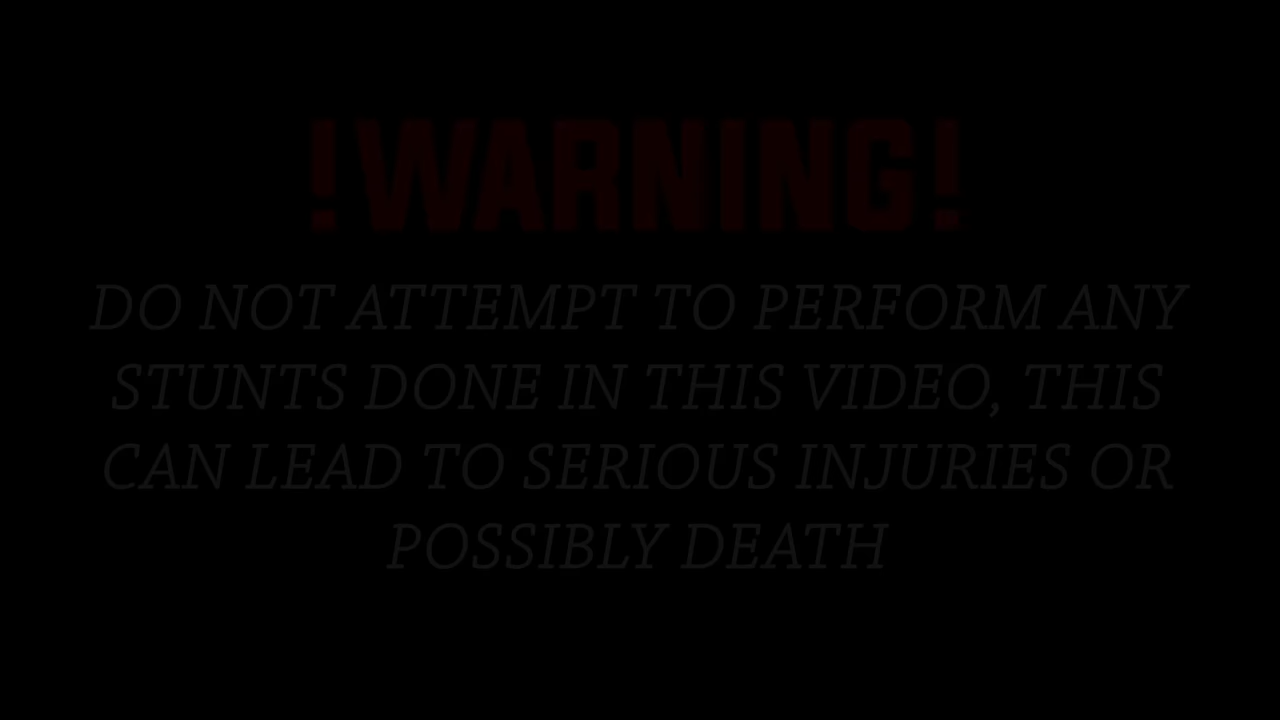 !WARNING!
DO NOT ATTEMPT TO PERFORM ANY
STUNTS DONE IN THIS VIDEO, THIS
CAN LEAD TO SERIOUS INJURIES OR
POSSIBLY DEATH